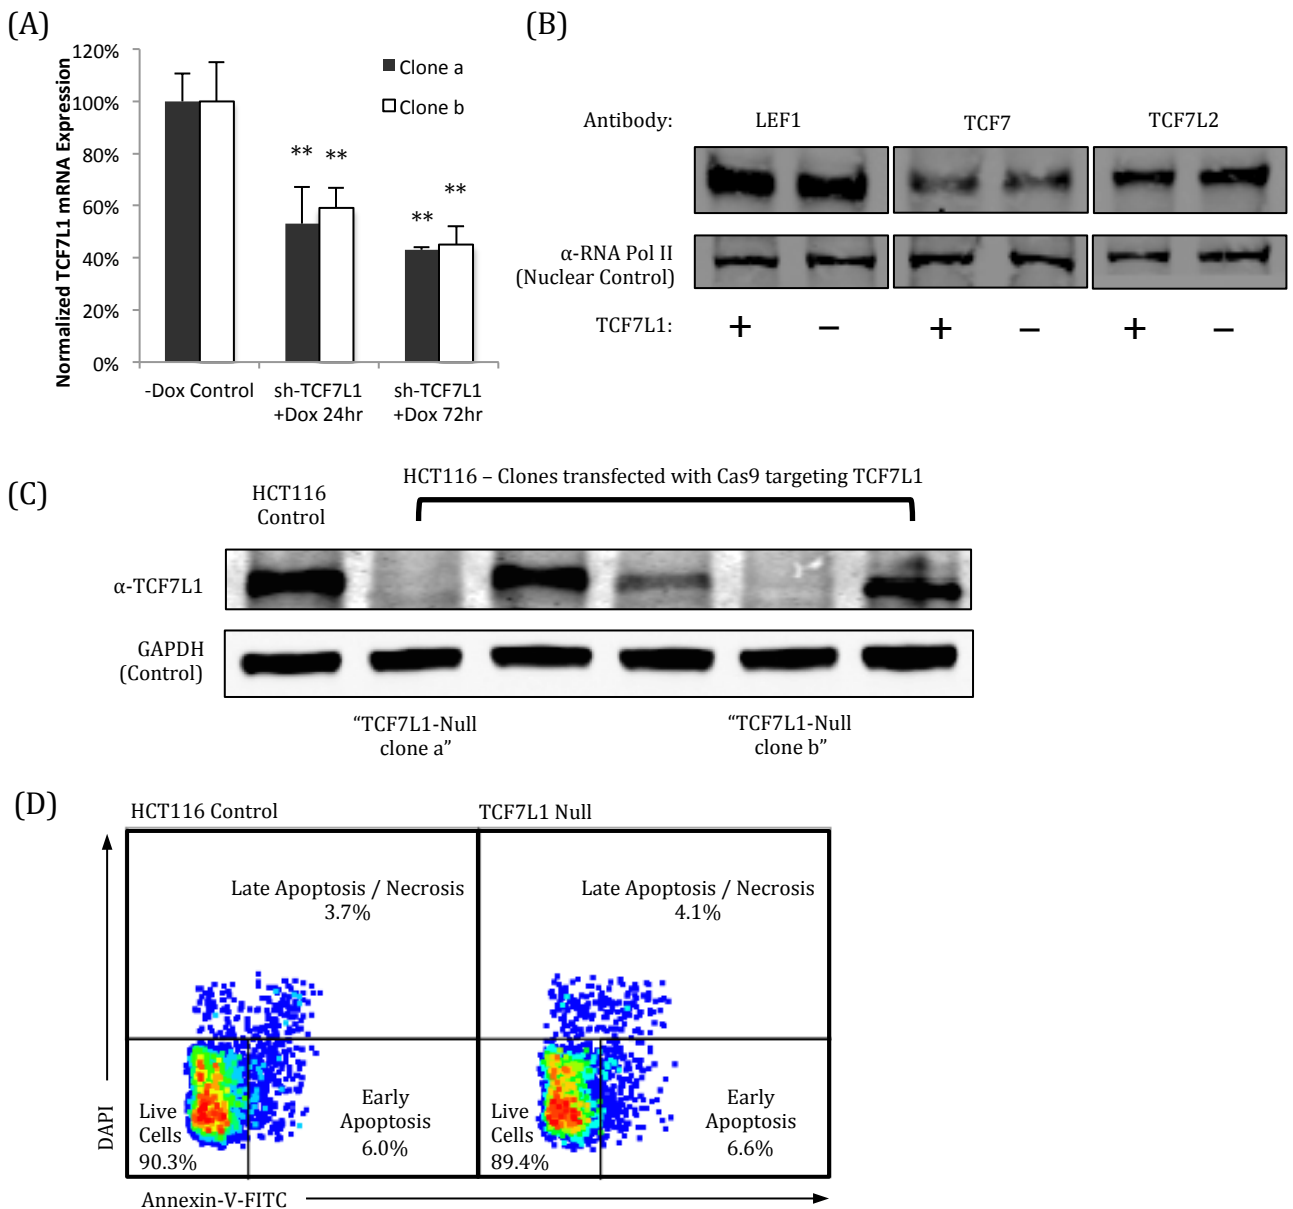 (A)
Normalized TCF7L1 mRNA Expression
120%
100%
80%
60%
40%
20%
0%
Clone a
Clone b
** **
** **
-Dox Control
sh-TCF7L1
+Dox 24hr
sh-TCF7L1
+Dox 72hr
(B)
Antibody: LEF1 TCF7 TCF7L2
α-RNA Pol II
(Nuclear Control)
TCF7L1: + − + − + −
(C)
HCT116
Control
HCT116 – Clones transfected with Cas9 targeting TCF7L1
α-TCF7L1
GAPDH
(Control)
“TCF7L1-Null
clone a”
“TCF7L1-Null
clone b”
(D)
HCT116 Control
Late Apoptosis / Necrosis
3.7%
Live
Cells
90.3%
Early
Apoptosis
6.0%
TCF7L1 Null
Late Apoptosis / Necrosis
4.1%
Live
Cells
89.4%
Early
Apoptosis
6.6%
DAPI
Annexin-V-FITC